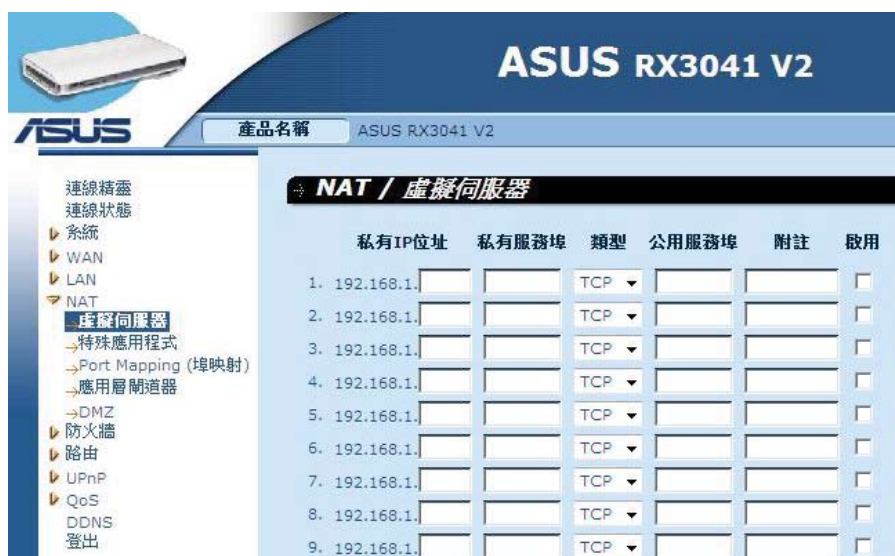 ASUS RX3041 V2
ASUS
產品名稱 ASUS RX3041 V2
連線精靈
連線狀態
系統
WAN
LAN
NAT
→虛擬伺服器
→特殊應用程式
→Port Mapping (埠映射)
→應用層閘道器
→DMZ
防火牆
路由
UPnP
QoS
DDNS
登出
NAT / 虛擬伺服器
私有IP位址 私有服務埠 類型 公用服務埠 附註 啟用
1. 192.168.1. TCP
2. 192.168.1. TCP
3. 192.168.1. TCP
4. 192.168.1. TCP
5. 192.168.1. TCP
6. 192.168.1. TCP
7. 192.168.1. TCP
8. 192.168.1. TCP
9. 192.168.1. TCP